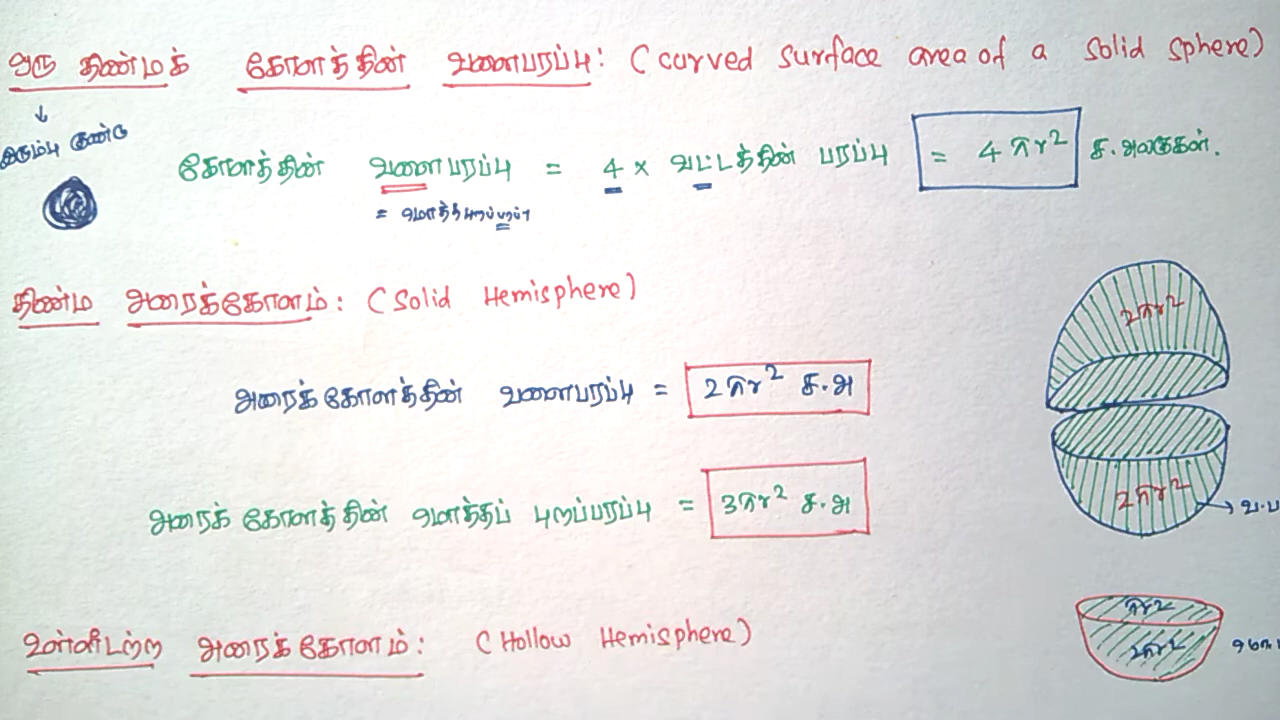 ஒரு திண்மக் கோளத்தின் வளைபரப்பு: (curved surface area of a solid sphere)
இரும்பு குண்டு
கோளத்தின் வளைபரப்பு = 4 × வட்டத்தின் பரப்பு = 4πr² ச.அலகுகள்.
= மொத்தபுறப்பரப்பு
திண்ம அரைக்கோளம்: (Solid Hemisphere)
2πr²
அரைக் கோளத்தின் வளைபரப்பு = 2πr² ச.அ
2πr²
→ வ.ப
அரைக் கோளத்தின் மொத்தப் புறப்பரப்பு = 3πr² ச.அ
πr²
உள்ளீடற்ற அரைக்கோளம்: (Hollow Hemisphere)
2πr²